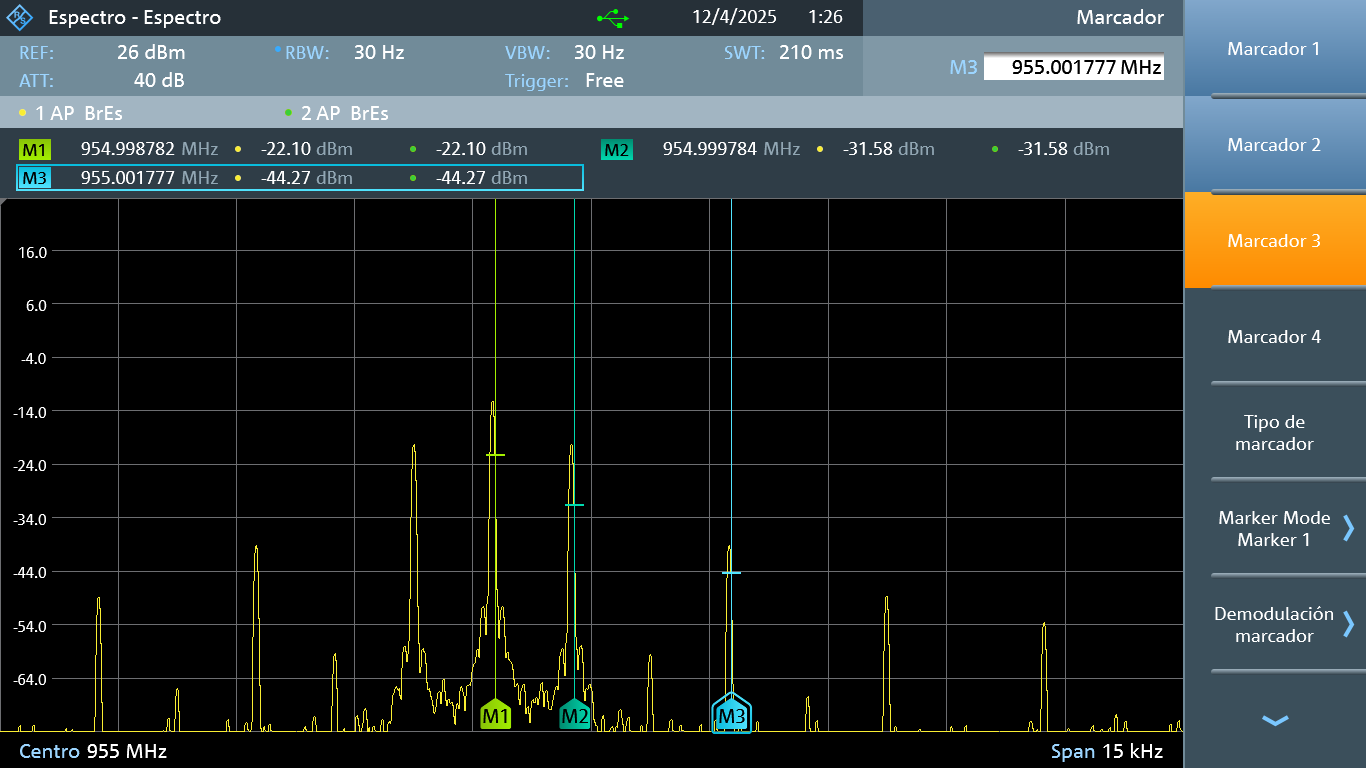 Espectro - Espectro 12/4/2025 1:26 Marcador
REF: 26 dBm RBW: 30 Hz VBW: 30 Hz SWT: 210 ms
M3 955.001777 MHz
ATT: 40 dB Trigger: Free
1 AP BrEs 2 AP BrEs
M1 954.998782 MHz -22.10 dBm -22.10 dBm M2 954.999784 MHz -31.58 dBm -31.58 dBm
M3 955.001777 MHz -44.27 dBm -44.27 dBm
16.0
6.0
-4.0
-14.0
-24.0
-34.0
-44.0
-54.0
-64.0
M1 M2 M3
Centro 955 MHz Span 15 kHz
Marcador 1
Marcador 2
Marcador 3
Marcador 4
Tipo de
marcador
Marker Mode
Marker 1
Demodulación
marcador